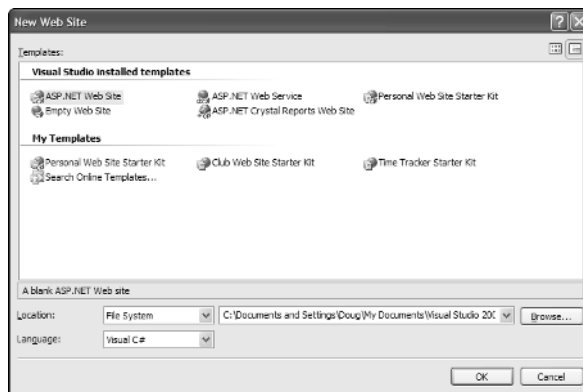 New Web Site
Templates:
Visual Studio installed templates
ASP.NET Web Site
ASP.NET Web Service
Personal Web Site Starter Kit
Empty Web Site
ASP.NET Crystal Reports Web Site
My Templates
Personal Web Site Starter Kit
Club Web Site Starter Kit
Time Tracker Starter Kit
Search Online Templates...
A blank ASP.NET Web site
Location:
File System
C:\Documents and Settings\Doug\My Documents\Visual Studio 200
Browse...
Language:
Visual C#
OK
Cancel